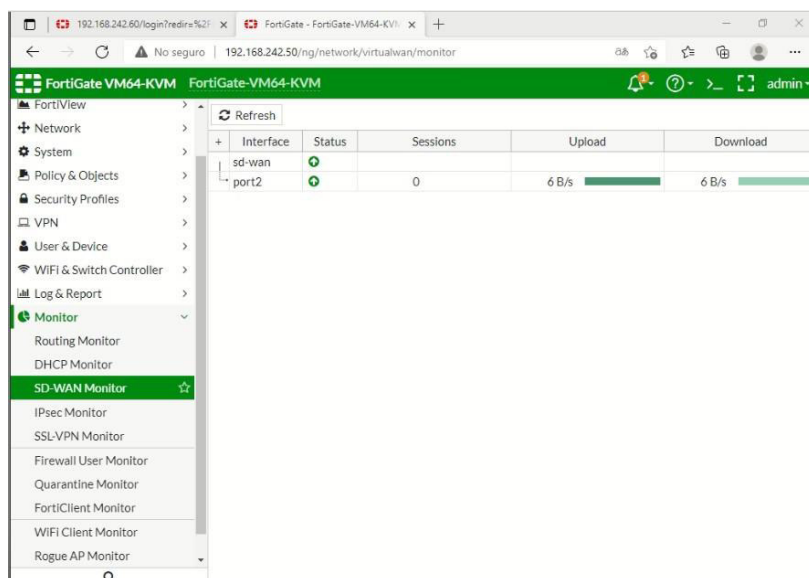 192.168.242.60/login?redir=%2F
FortiGate - FortiGate-VM64-KVM
No seguro
192.168.242.50/ng/network/virtualwan/monitor
FortiGate VM64-KVM
FortiGate-VM64-KVM
1
admin
FortiView
Network
System
Policy & Objects
Security Profiles
VPN
User & Device
WiFi & Switch Controller
Log & Report
Monitor
Routing Monitor
DHCP Monitor
SD-WAN Monitor
IPsec Monitor
SSL-VPN Monitor
Firewall User Monitor
Quarantine Monitor
FortiClient Monitor
WiFi Client Monitor
Rogue AP Monitor
Refresh
+ Interface Status Sessions Upload Download
sd-wan
port2 0 6 B/s 6 B/s